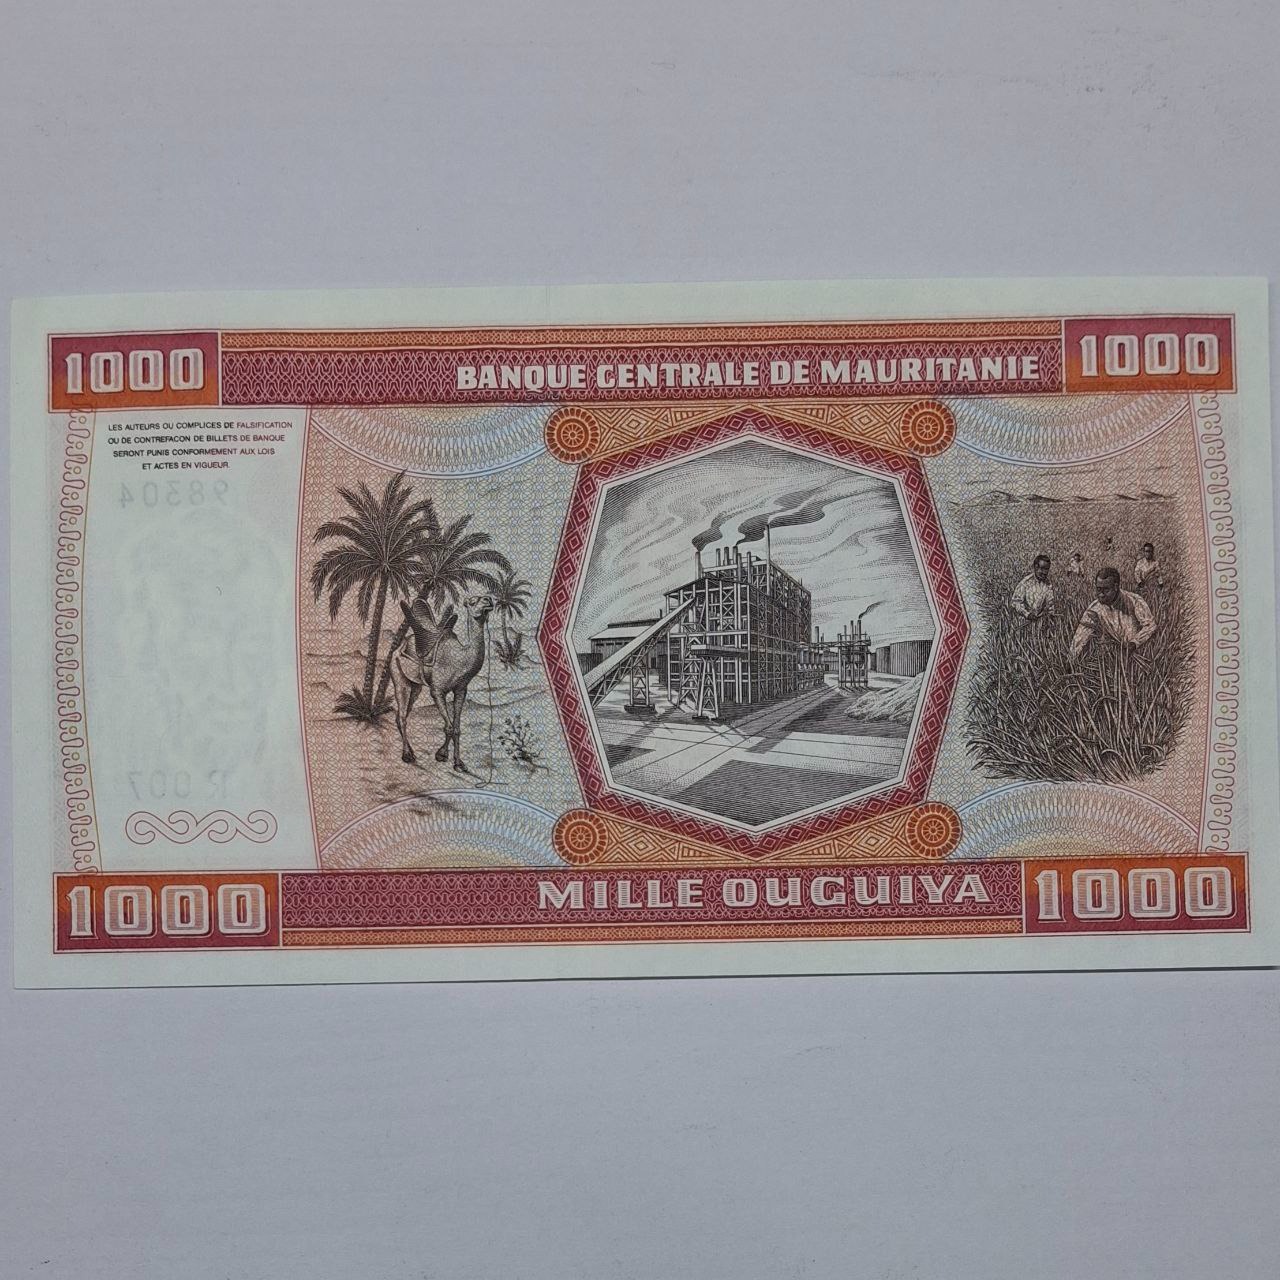 1000
BANQUE CENTRALE DE MAURITANIE
1000
LES AUTEURS OU COMPLICES DE FALSIFICATION
OU DE CONTREFACON DE BILLETS DE BANQUE
SERONT PUNIS CONFORMEMENT AUX LOIS
ET ACTES EN VIGUEUR.
98304
R 007
1000
MILLE OUGUIYA
1000